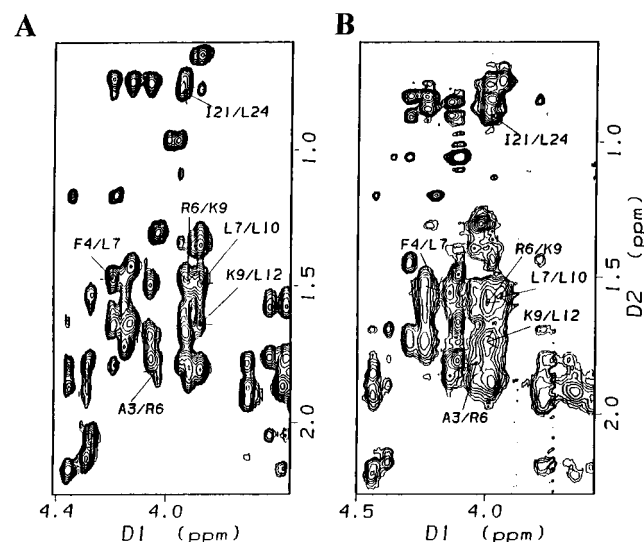 A
B
I21/L24
I21/L24
1.0
1.0
R6/K9
L7/L10
F4/L7
F4/L7
R6/K9
L7/L10
1.5
1.5
K9/L12
K9/L12
D2 (ppm)
A3/R6
A3/R6
2.0
2.0
4.4
4.0
4.5
4.0
D1 (ppm)
D1 (ppm)